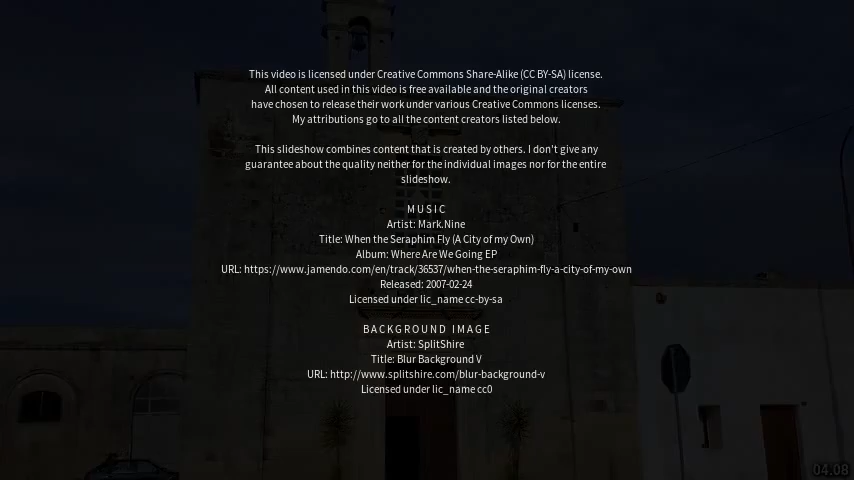 This video is licensed under Creative Commons Share-Alike (CC BY-SA) license.
All content used in this video is free available and the original creators
have chosen to release their work under various Creative Commons licenses.
My attributions go to all the content creators listed below.
This slideshow combines content that is created by others. I don't give any
guarantee about the quality neither for the individual images nor for the entire
slideshow.
MUSIC
Artist: Mark.Nine
Title: When the Seraphim Fly (A City of my Own)
Album: Where Are We Going EP
URL: https://www.jamendo.com/en/track/36537/when-the-seraphim-fly-a-city-of-my-own
Released: 2007-02-24
Licensed under lic_name cc-by-sa
BACKGROUND IMAGE
Artist: SplitShire
Title: Blur Background V
URL: http://www.splitshire.com/blur-background-v
Licensed under lic_name cc0
04.08